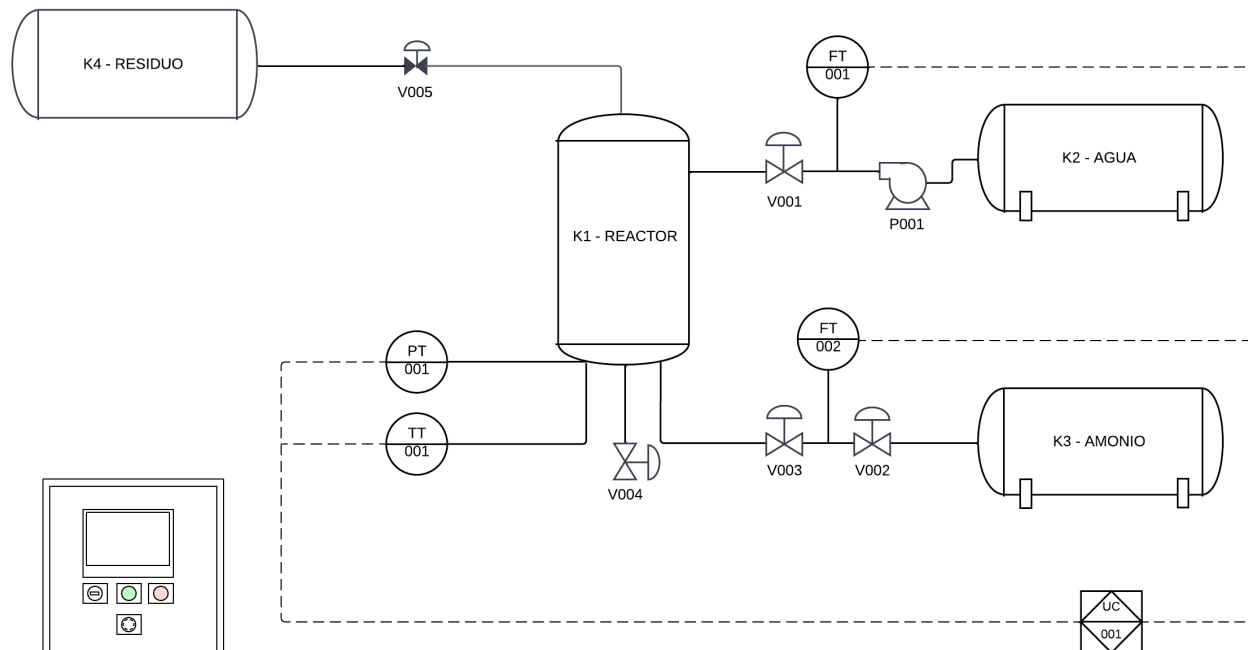 K4 - RESIDUO
V005
FT
001
K2 - AGUA
V001
P001
K1 - REACTOR
FT
002
PT
001
TT
001
K3 - AMONIO
V003
V002
V004
UC
001